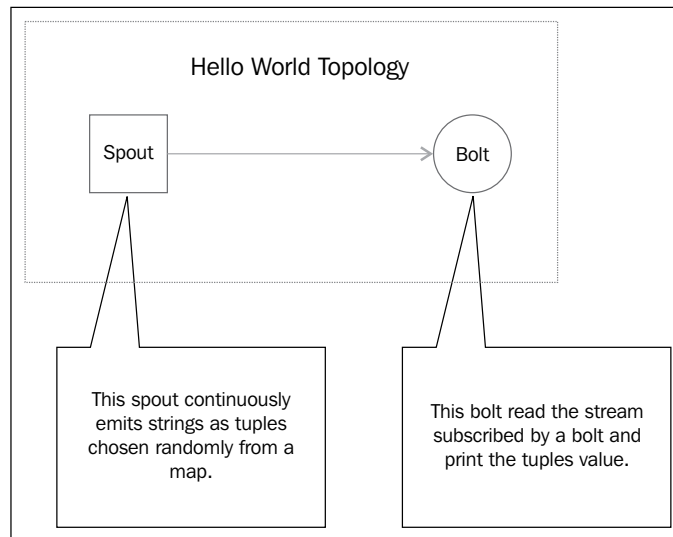 Hello World Topology
Spout
Bolt
This spout continuously
emits strings as tuples
chosen randomly from a
map.
This bolt read the stream
subscribed by a bolt and
print the tuples value.